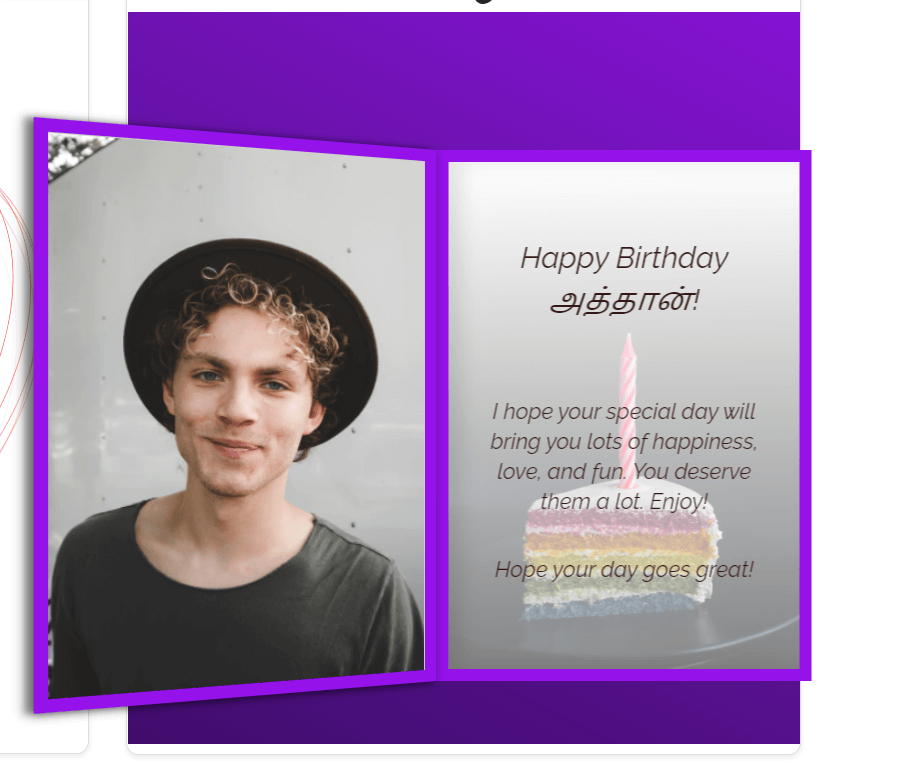 Happy Birthday
அத்தான்!
I hope your special day will
bring you lots of happiness,
love, and fun. You deserve
them a lot. Enjoy!
Hope your day goes great!